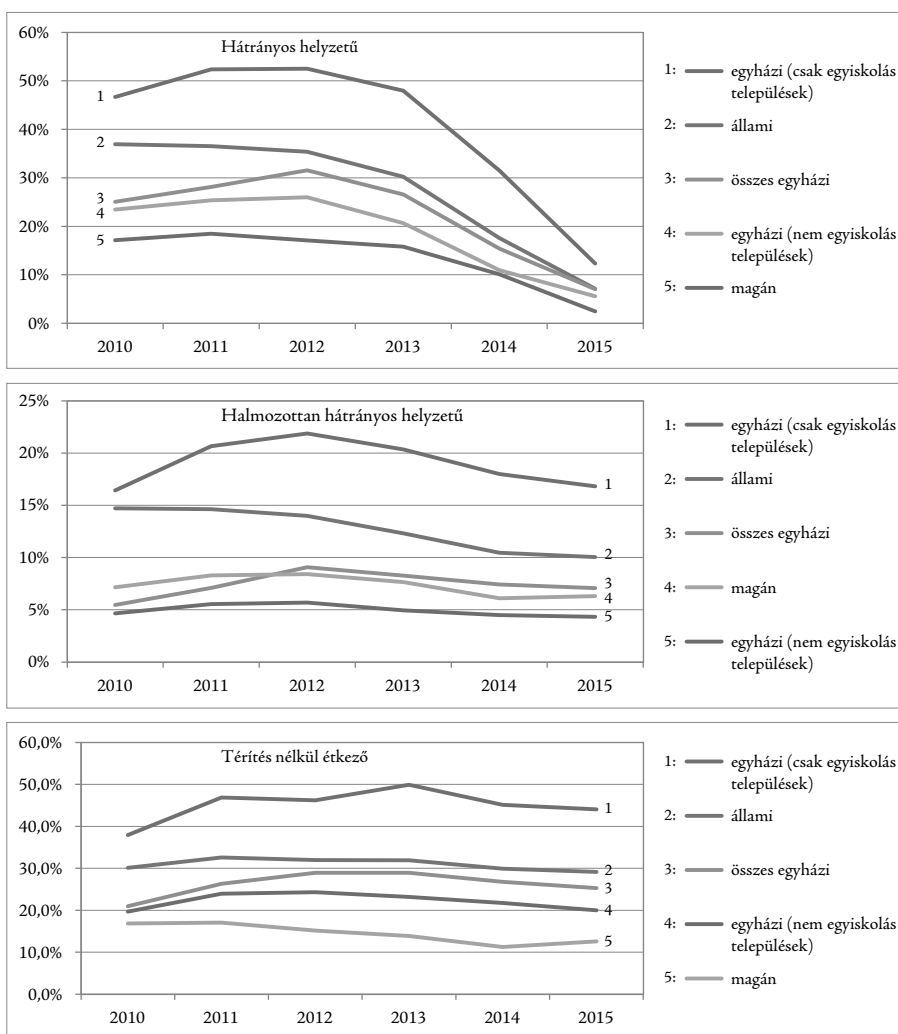 Hátrányos helyzetű
60%
50%
40%
30%
20%
10%
0%
1
2
3
4
5
2010 2011 2012 2013 2014 2015
1: egyházi (csak egyiskolás
települések)
2: állami
3: összes egyházi
4: egyházi (nem egyiskolás
települések)
5: magán
Halmozottan hátrányos helyzetű
25%
20%
15%
10%
5%
0%
1
2
3
4
5
2010 2011 2012 2013 2014 2015
1: egyházi (csak egyiskolás
települések)
2: állami
3: összes egyházi
4: magán
5: egyházi (nem egyiskolás
települések)
Térítés nélkül étkező
60,0%
50,0%
40,0%
30,0%
20,0%
10,0%
0,0%
1
2
3
4
5
2010 2011 2012 2013 2014 2015
1: egyházi (csak egyiskolás
települések)
2: állami
3: összes egyházi
4: egyházi (nem egyiskolás
települések)
5: magán